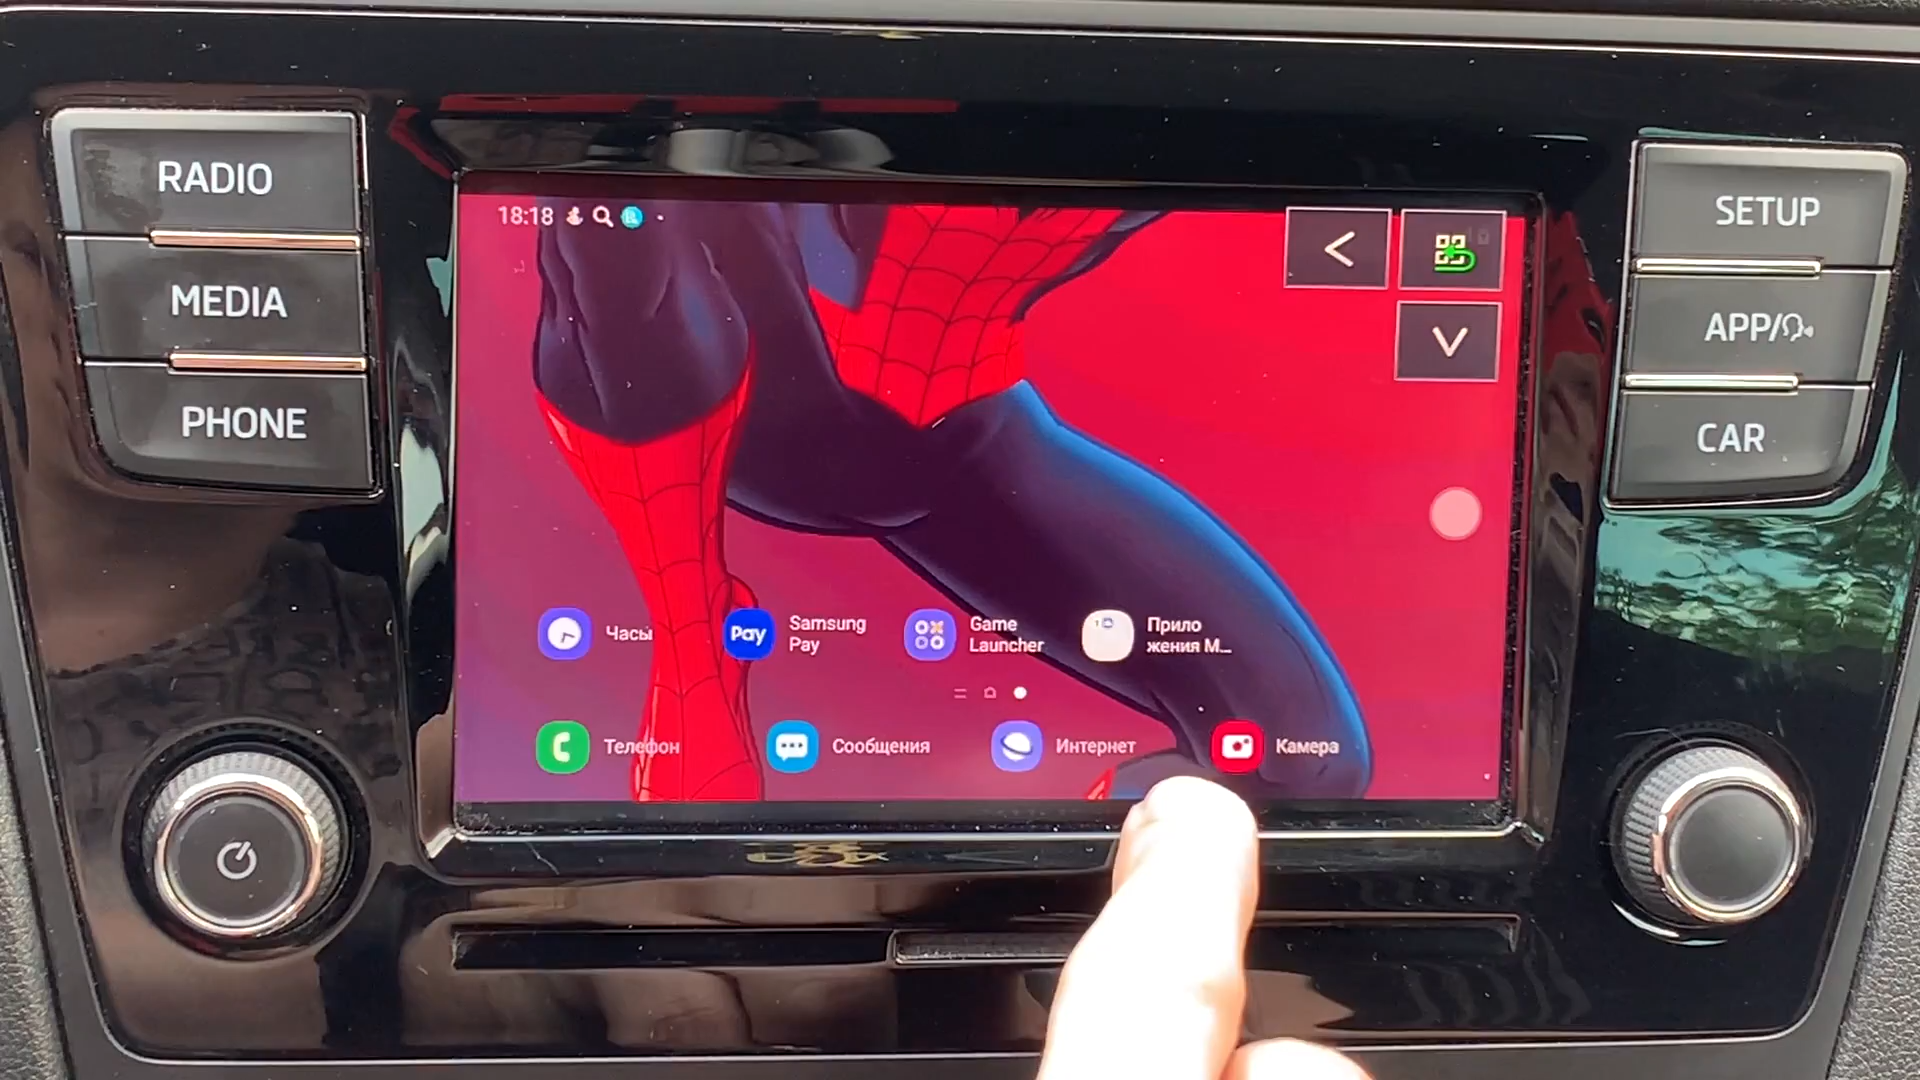 RADIO
MEDIA
PHONE
18:18
SETUP
APP/
CAR
Часы
Pay
Samsung
Pay
Game
Launcher
Прило
жения М...
Телефон
Сообщения
Интернет
Камера